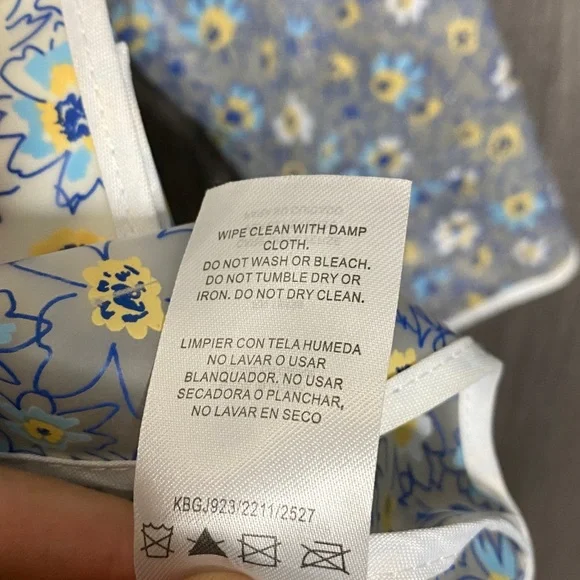 WIPE CLEAN WITH DAMP
CLOTH.
DO NOT WASH OR BLEACH.
DO NOT TUMBLE DRY OR
IRON. DO NOT DRY CLEAN.
LIMPIER CON TELA HUMEDA
NO LAVAR O USAR
BLANQUADOR. NO USAR
SECADORA O PLANCHAR,
NO LAVAR EN SECO
KBGJ923/2211/2527